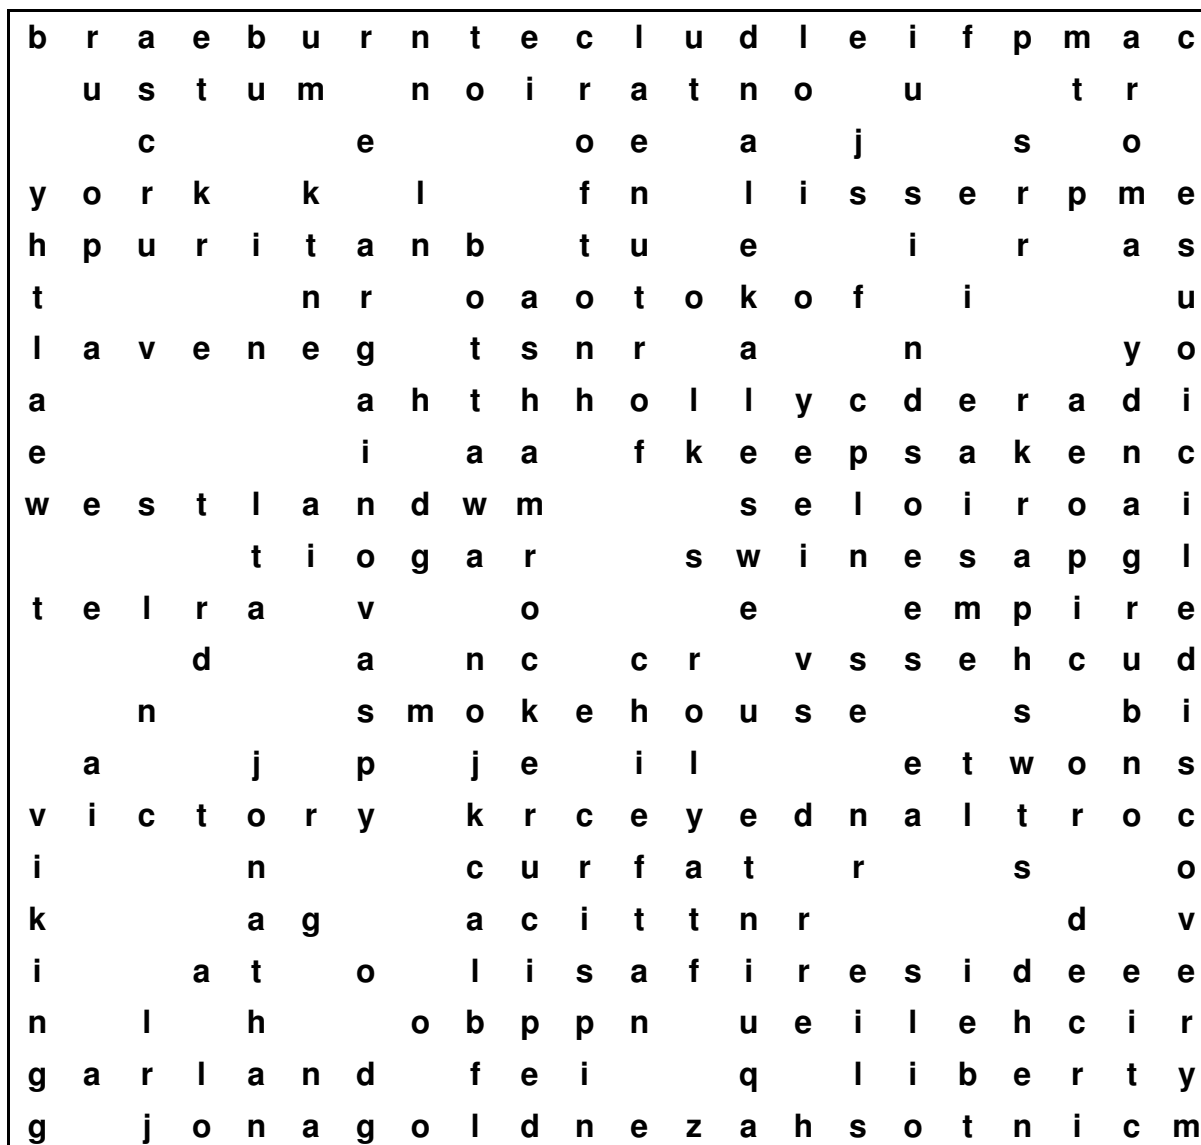 b r a e b u r n t e c l u d l e i f p m a c
u s t u m n o i r a t n o u t r
c e o e a j s o
y o r k k l f n l i s s e r p m e
h p u r i t a n b t u e i r a s
t n r o a o t o k o f i u
l a v e n e g t s n r a n y o
a a h t h h o l l y c d e r a d i
e i a a f k e e p s a k e n c
w e s t l a n d w m s e l o i r o a i
t i o g a r s w i n e s a p g l
t e l r a v o e e m p i r e
d a n c c r v s s e h c u d
n s m o k e h o u s e s b i
a j p j e i l e t w o n s
v i c t o r y k r c e y e d n a l t r o c
i n c u r f a t r s o
k a g a c i t t n r d v
i a t o l i s a f i r e s i d e e e
n l h o b p p n u e i l e h c i r
g a r l a n d f e i q l i b e r t y
g j o n a g o l d n e z a h s o t n i c m